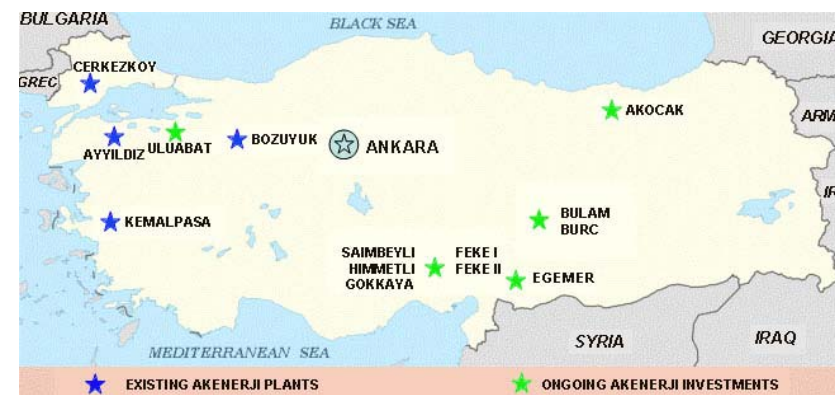 BULGARIA
BLACK SEA
GEORGIA
CERKEZKOY
GREC
AKOCAK
ARM
AYYILDIZ
ULUABAT
BOZUYUK
ANKARA
KEMALPASA
BULAM
BURC
SAIMBEYLI
HIMMETLI
GOKKAYA
FEKE I
FEKE II
EGEMER
SYRIA
IRAQ
MEDITERRANEAN SEA
EXISTING AKENERJI PLANTS
ONGOING AKENERJI INVESTMENTS